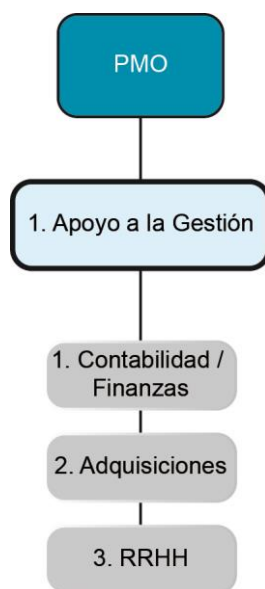 PMO
1. Apoyo a la Gestión
1. Contabilidad /
Finanzas
2. Adquisiciones
3. RRHH